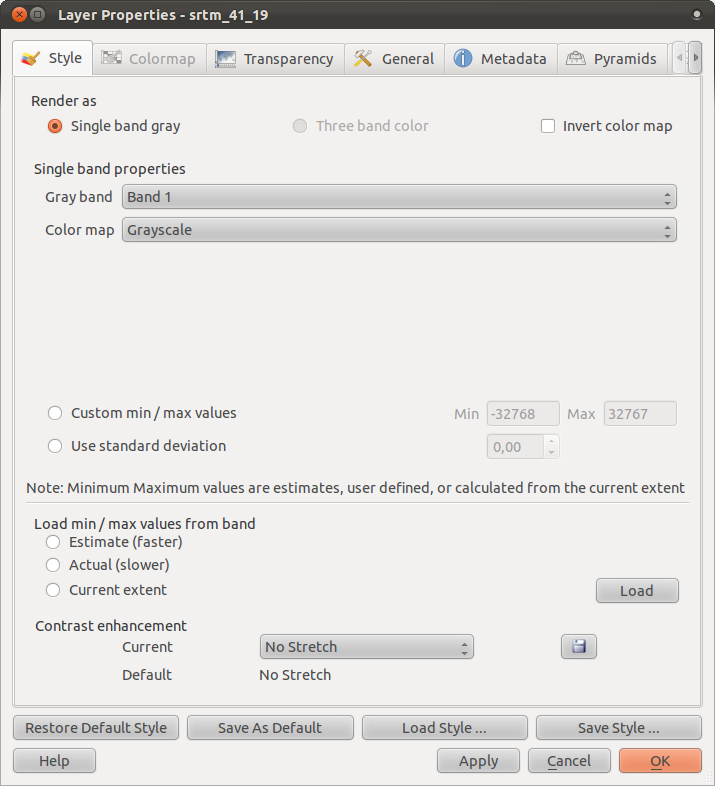 Layer Properties - srtm_41_19
Style Colormap Transparency General Metadata Pyramids
Render as
Single band gray Three band color Invert color map
Single band properties
Gray band Band 1
Color map Grayscale
Custom min / max values Min -32768 Max 32767
Use standard deviation 0,00
Note: Minimum Maximum values are estimates, user defined, or calculated from the current extent
Load min / max values from band
Estimate (faster)
Actual (slower)
Current extent Load
Contrast enhancement
Current No Stretch
Default No Stretch
Restore Default Style Save As Default Load Style ... Save Style ...
Help Apply Cancel OK